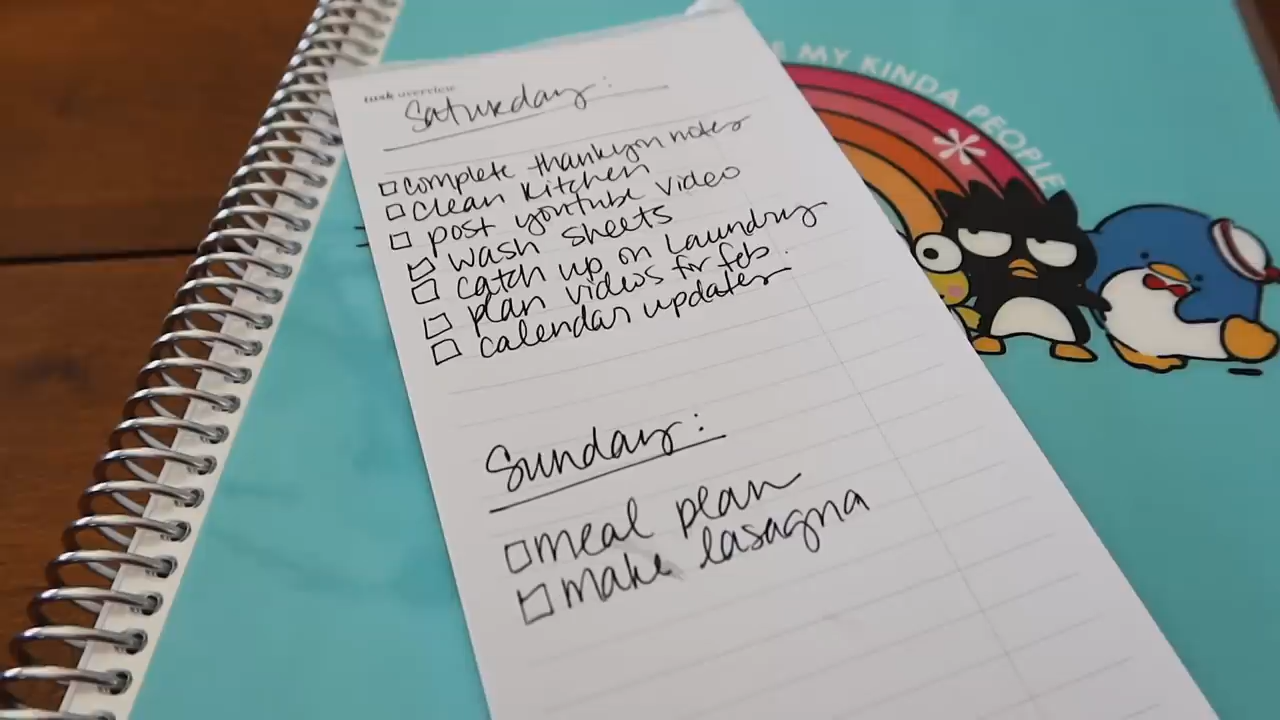 MY KINDA PEOPLE
task overview
Saturday:
complete thankyou notes
clean kitchen
post youtube video
wash sheets
catch up on laundry
plan videos for feb.
calendar updates
Sunday:
meal plan
make lasagna